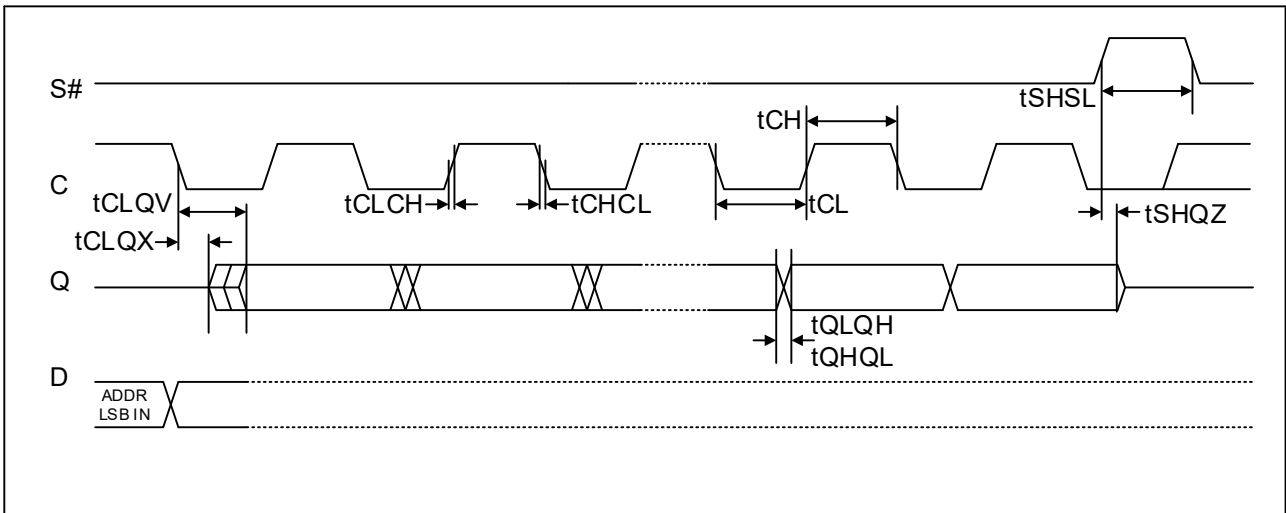 S#
tSHSL
tCH
C
tCLQV
tCLCH
tCHCL
tCL
tSHQZ
tCLQX
Q
tQLQH
tQHQL
D
ADDR
LSB IN